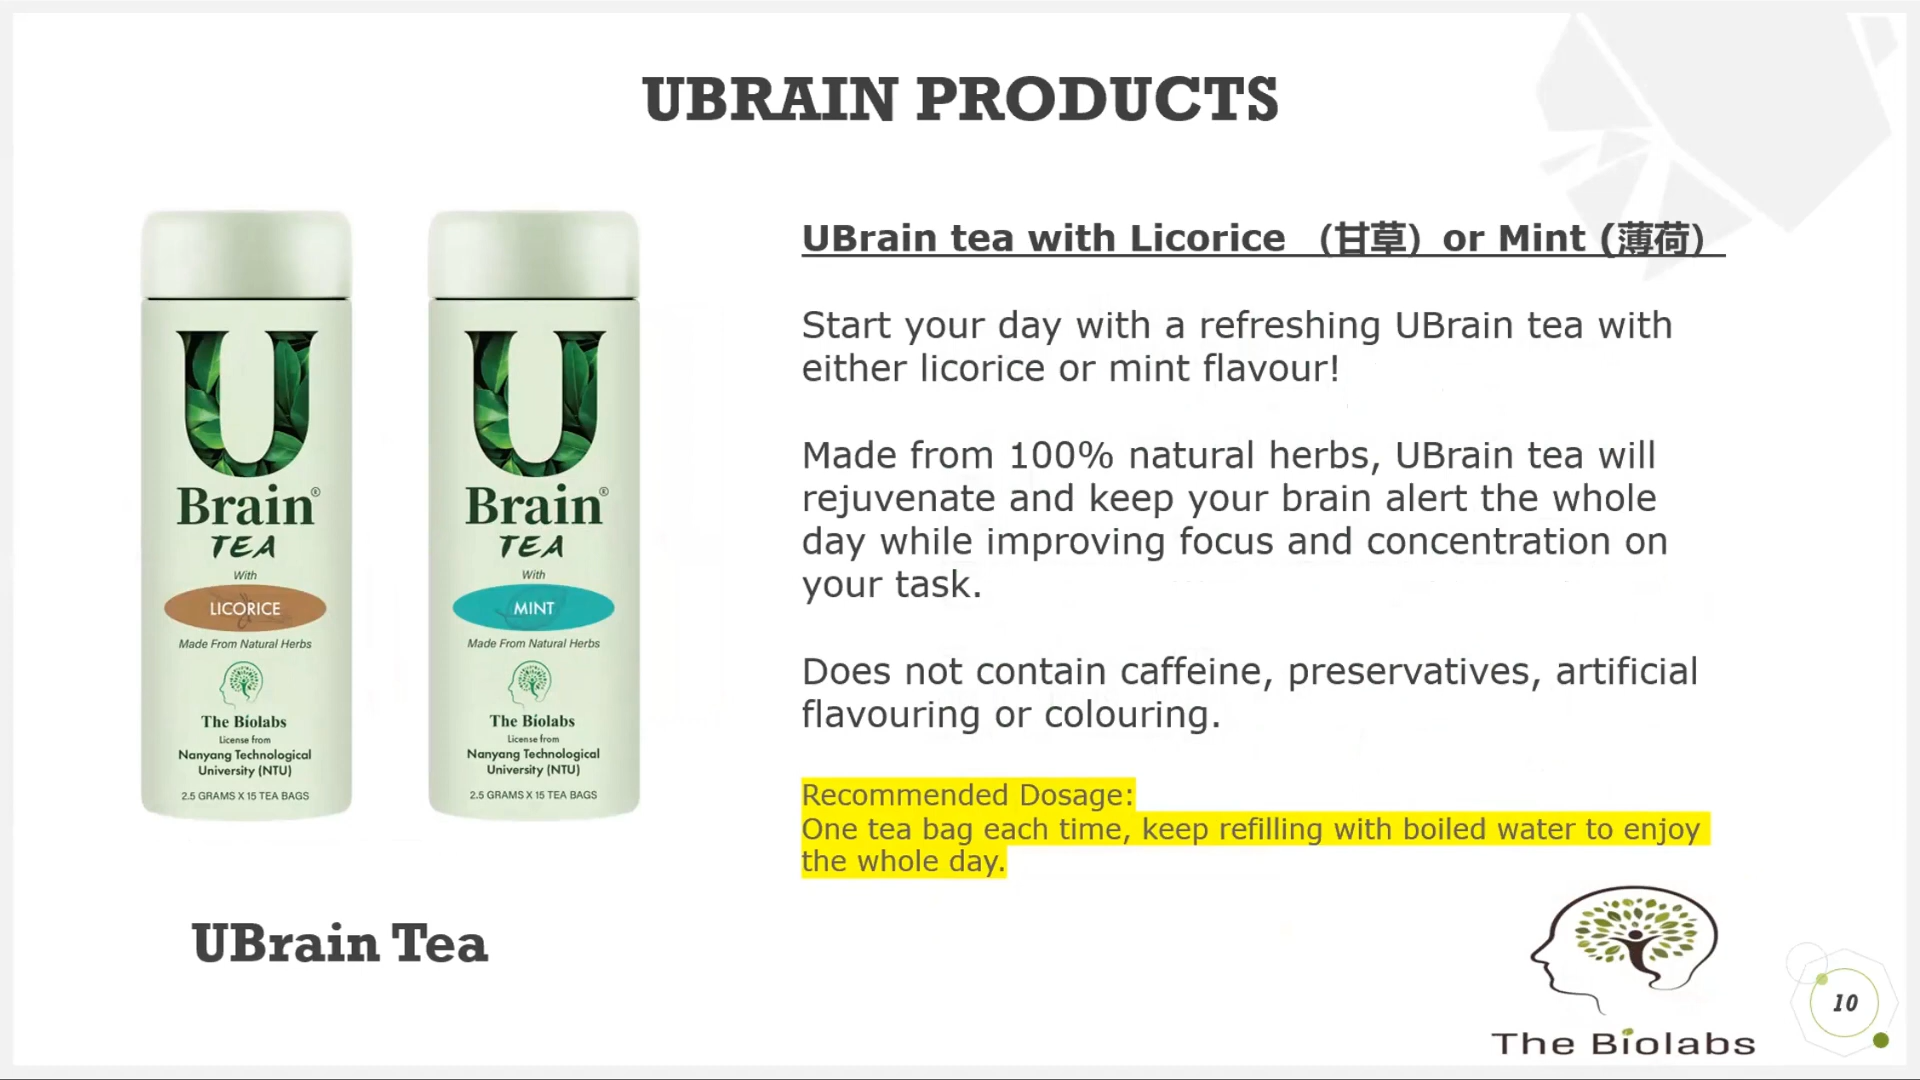 UBRAIN PRODUCTS
U
Brain®
TEA
With
LICORICE
Made From Natural Herbs
The Biolabs
License from
Nanyang Technological
University (NTU)
2.5 GRAMS X 15 TEA BAGS
U
Brain®
TEA
With
MINT
Made From Natural Herbs
The Biolabs
License from
Nanyang Technological
University (NTU)
2.5 GRAMS X 15 TEA BAGS
UBrain Tea
UBrain tea with Licorice （甘草）or Mint (薄荷）
Start your day with a refreshing UBrain tea with
either licorice or mint flavour!
Made from 100% natural herbs, UBrain tea will
rejuvenate and keep your brain alert the whole
day while improving focus and concentration on
your task.
Does not contain caffeine, preservatives, artificial
flavouring or colouring.
Recommended Dosage:
One tea bag each time, keep refilling with boiled water to enjoy
the whole day.
The Biolabs
10